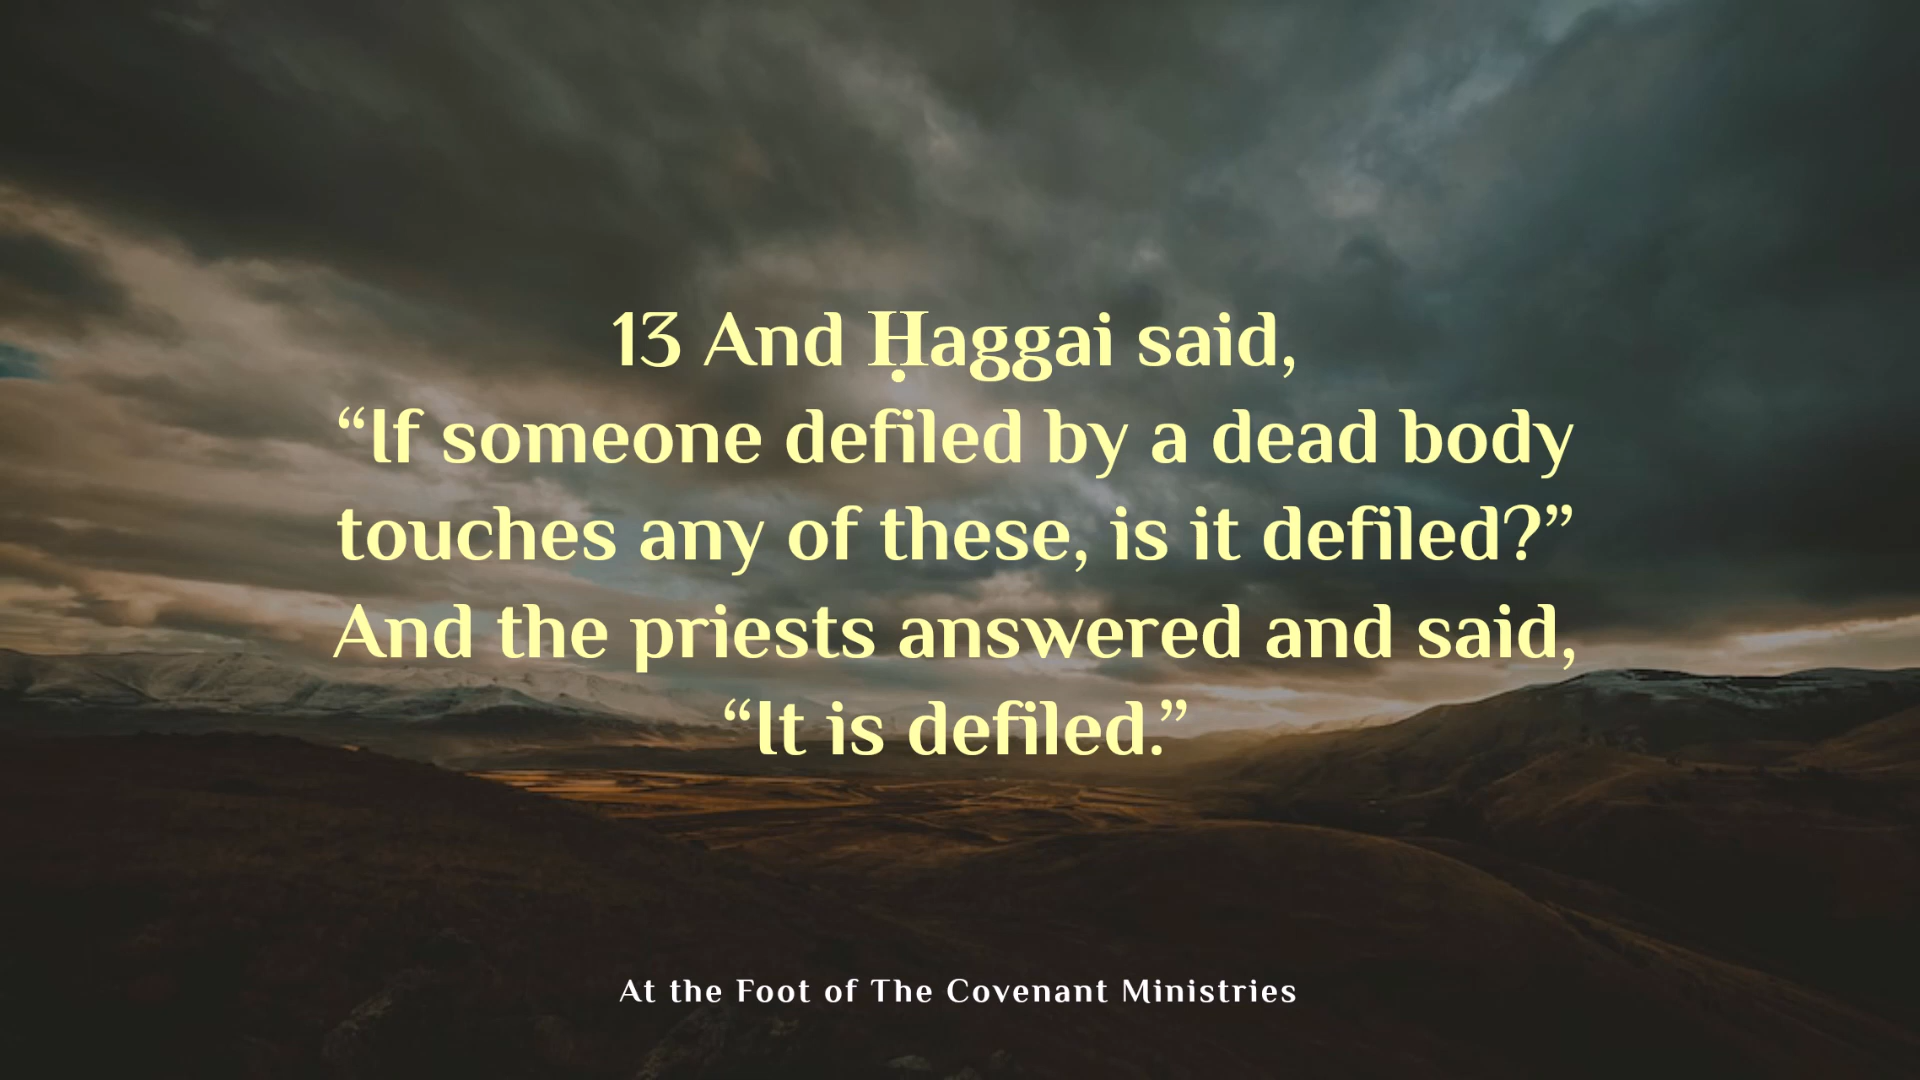 13 And Ḥaggai said,
“If someone defiled by a dead body
touches any of these, is it defiled?”
And the priests answered and said,
“It is defiled.”
At the Foot of The Covenant Ministries